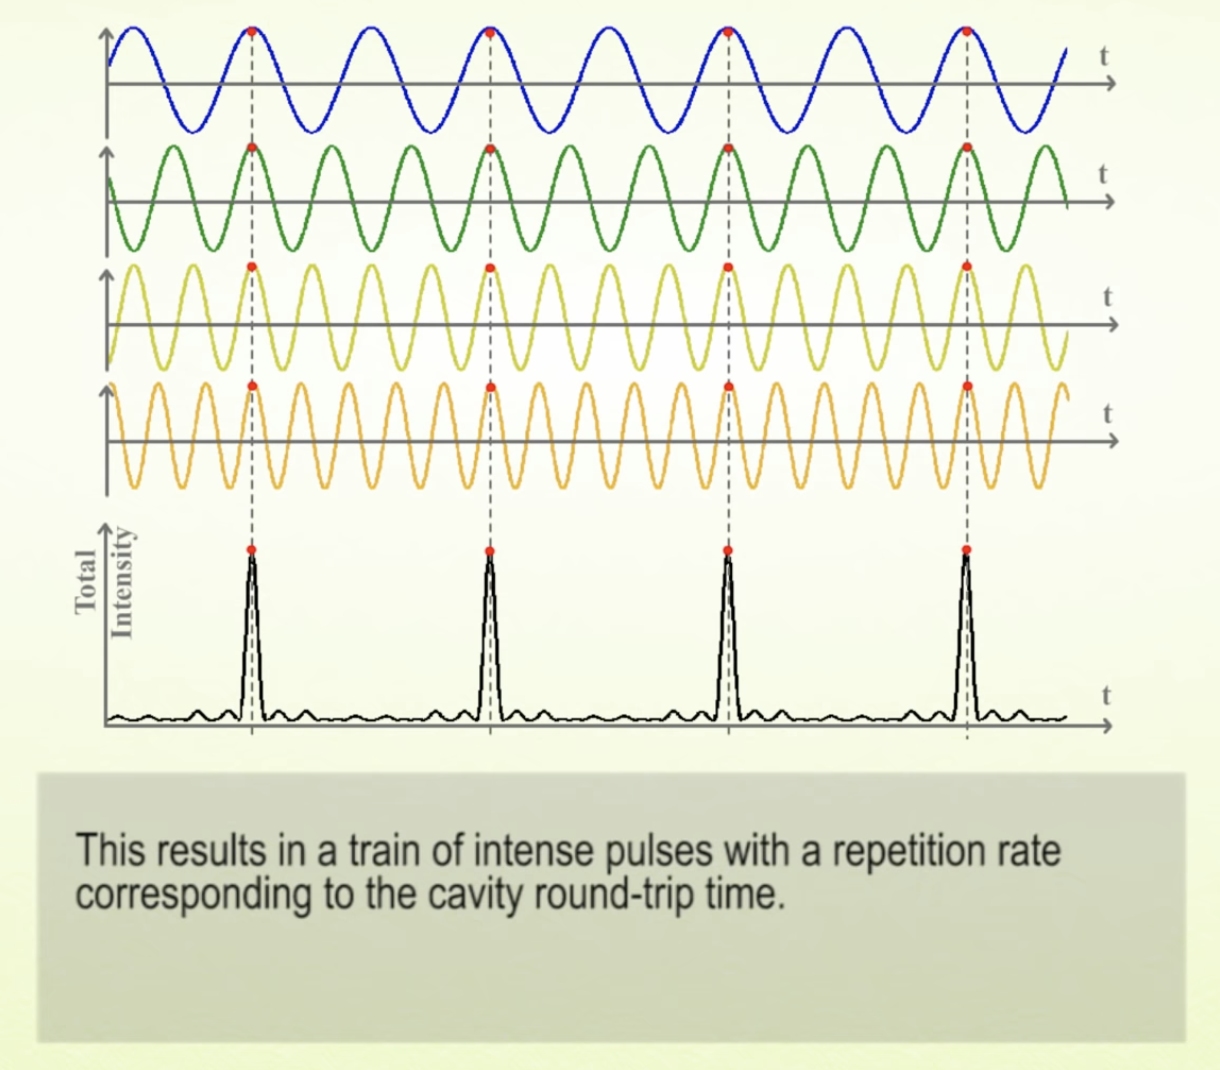 t
t
t
t
Total
Intensity
t
This results in a train of intense pulses with a repetition rate
corresponding to the cavity round-trip time.